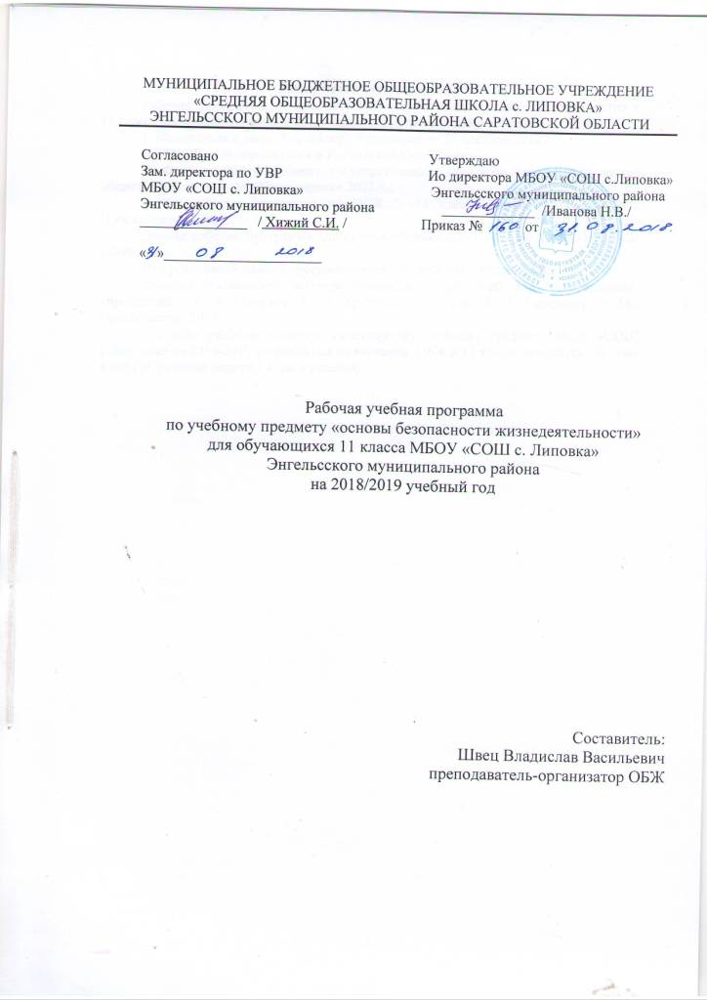 МУНИЦИПАЛЬНОЕ БЮДЖЕТНОЕ ОБЩЕОБРАЗОВАТЕЛЬНОЕ УЧРЕЖДЕНИЕ
«СРЕДНЯЯ ОБЩЕОБРАЗОВАТЕЛЬНАЯ ШКОЛА с. ЛИПОВКА»
ЭНГЕЛЬССКОГО МУНИЦИПАЛЬНОГО РАЙОНА САРАТОВСКОЙ ОБЛАСТИ
Согласовано
Зам. директора по УВР
МБОУ «СОШ с. Липовка»
Энгельсского муниципального района
/ Хижий С.И. /
«31» 08 2018
Утверждаю
Ио директора МБОУ «СОШ с.Липовка»
Энгельсского муниципального района
/Иванова Н.В./
Приказ № 160 от 31.08.2018.
Рабочая учебная программа
по учебному предмету «основы безопасности жизнедеятельности»
для обучающихся 11 класса МБОУ «СОШ с. Липовка»
Энгельсского муниципального района
на 2018/2019 учебный год
Составитель:
Швец Владислав Васильевич
преподаватель-организатор ОБЖ